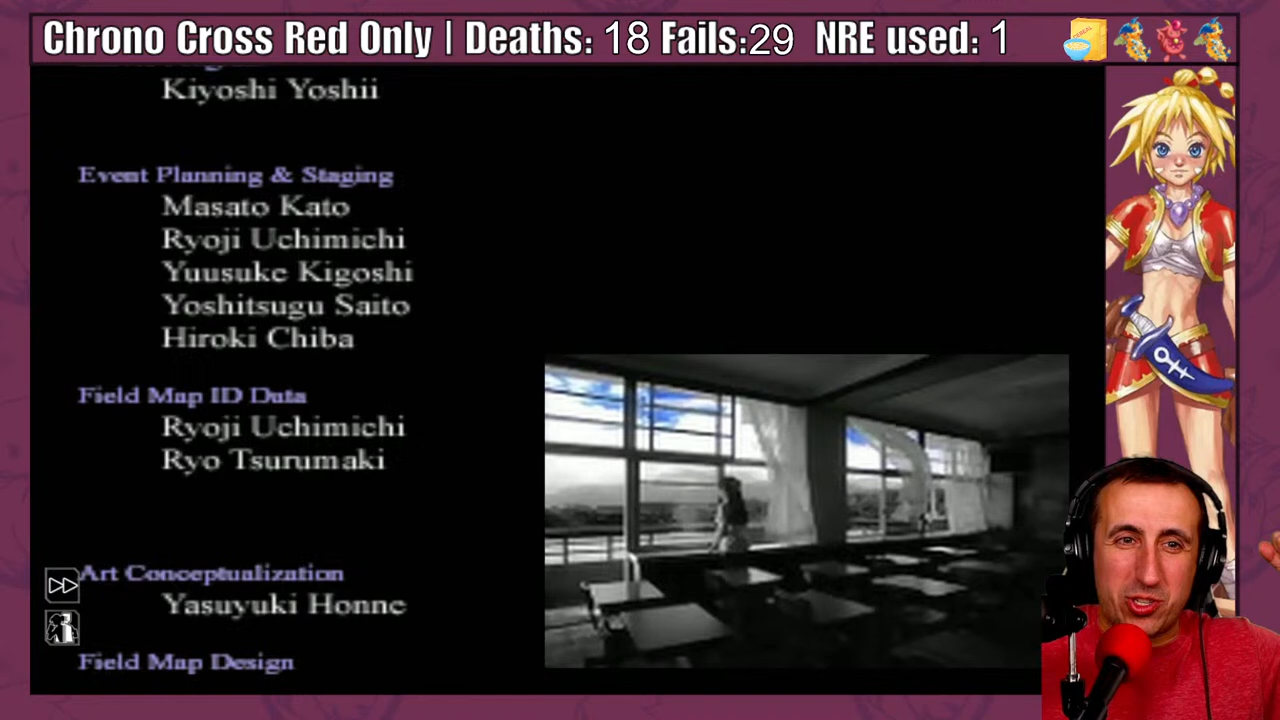 Chrono Cross Red Only | Deaths: 18 Fails:29 NRE used: 1
Kiyoshi Yoshii
Event Planning & Staging
Masato Kato
Ryoji Uchimichi
Yuusuke Kigoshi
Yoshitsugu Saito
Hiroki Chiba
Field Map ID Data
Ryoji Uchimichi
Ryo Tsurumaki
Art Conceptualization
Yasuyuki Honne
Field Map Design